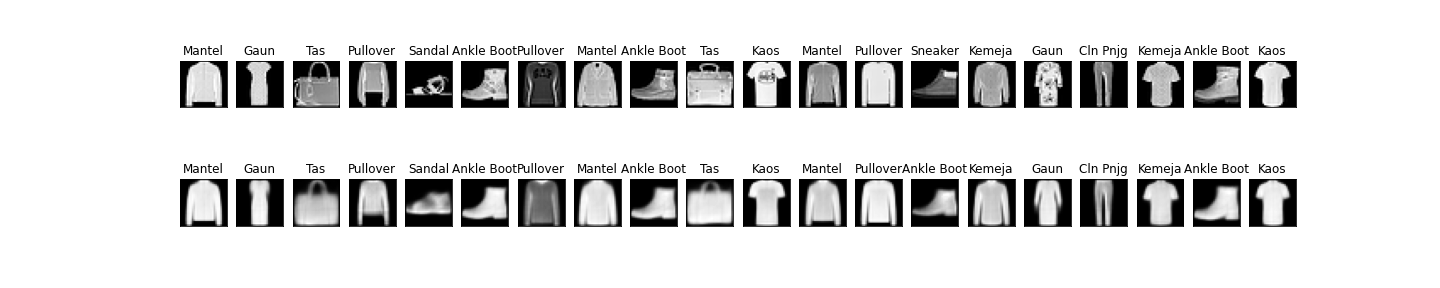 Mantel Gaun Tas Pullover Sandal Ankle Boot Pullover Mantel Ankle Boot Tas Kaos Mantel Pullover Sneaker Kemeja Gaun Cln Pnjg Kemeja Ankle Boot Kaos
Mantel Gaun Tas Pullover Sandal Ankle Boot Pullover Mantel Ankle Boot Tas Kaos Mantel Pullover Ankle Boot Kemeja Gaun Cln Pnjg Kemeja Ankle Boot Kaos